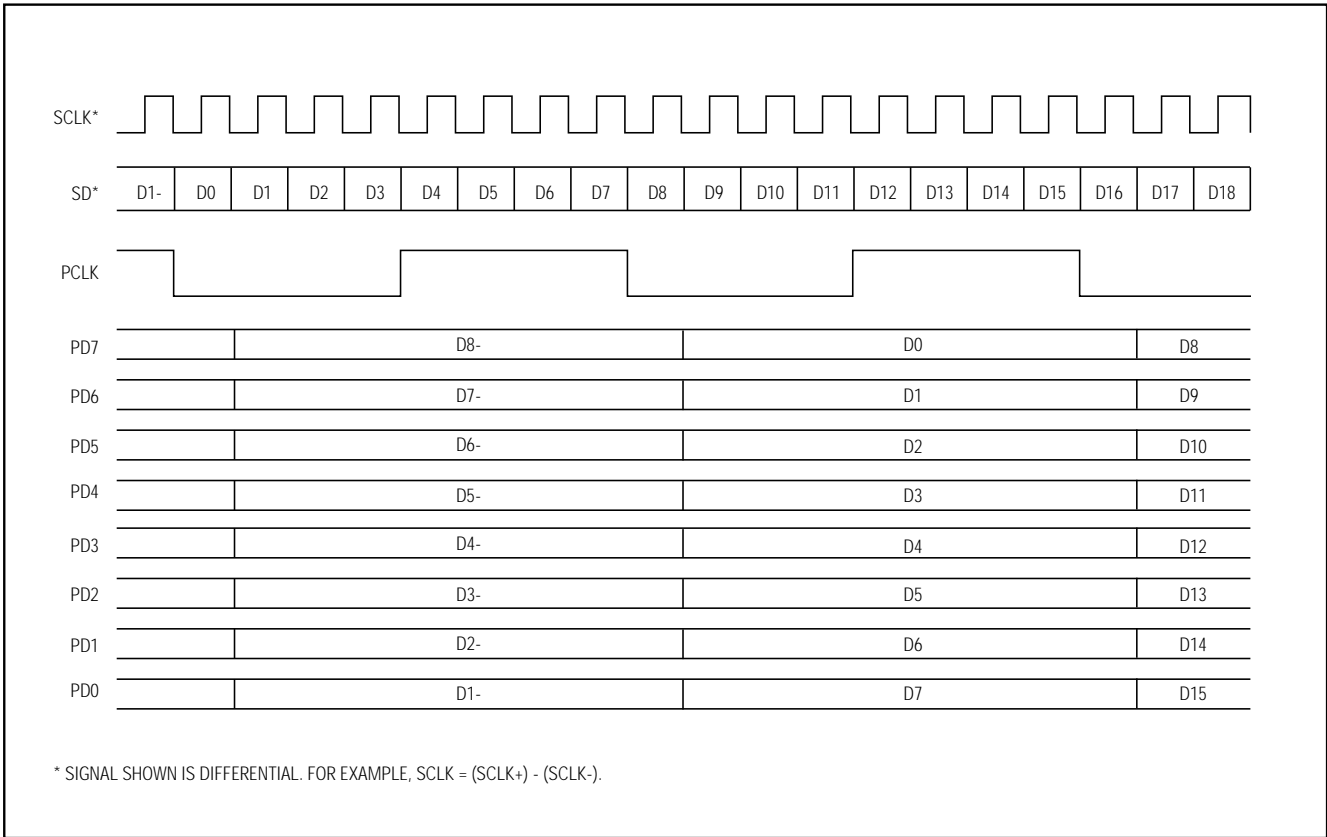 SCLK*
SD* D1- D0 D1 D2 D3 D4 D5 D6 D7 D8 D9 D10 D11 D12 D13 D14 D15 D16 D17 D18
PCLK
PD7 D8- D0 D8
PD6 D7- D1 D9
PD5 D6- D2 D10
PD4 D5- D3 D11
PD3 D4- D4 D12
PD2 D3- D5 D13
PD1 D2- D6 D14
PD0 D1- D7 D15
* SIGNAL SHOWN IS DIFFERENTIAL. FOR EXAMPLE, SCLK = (SCLK+) - (SCLK-).